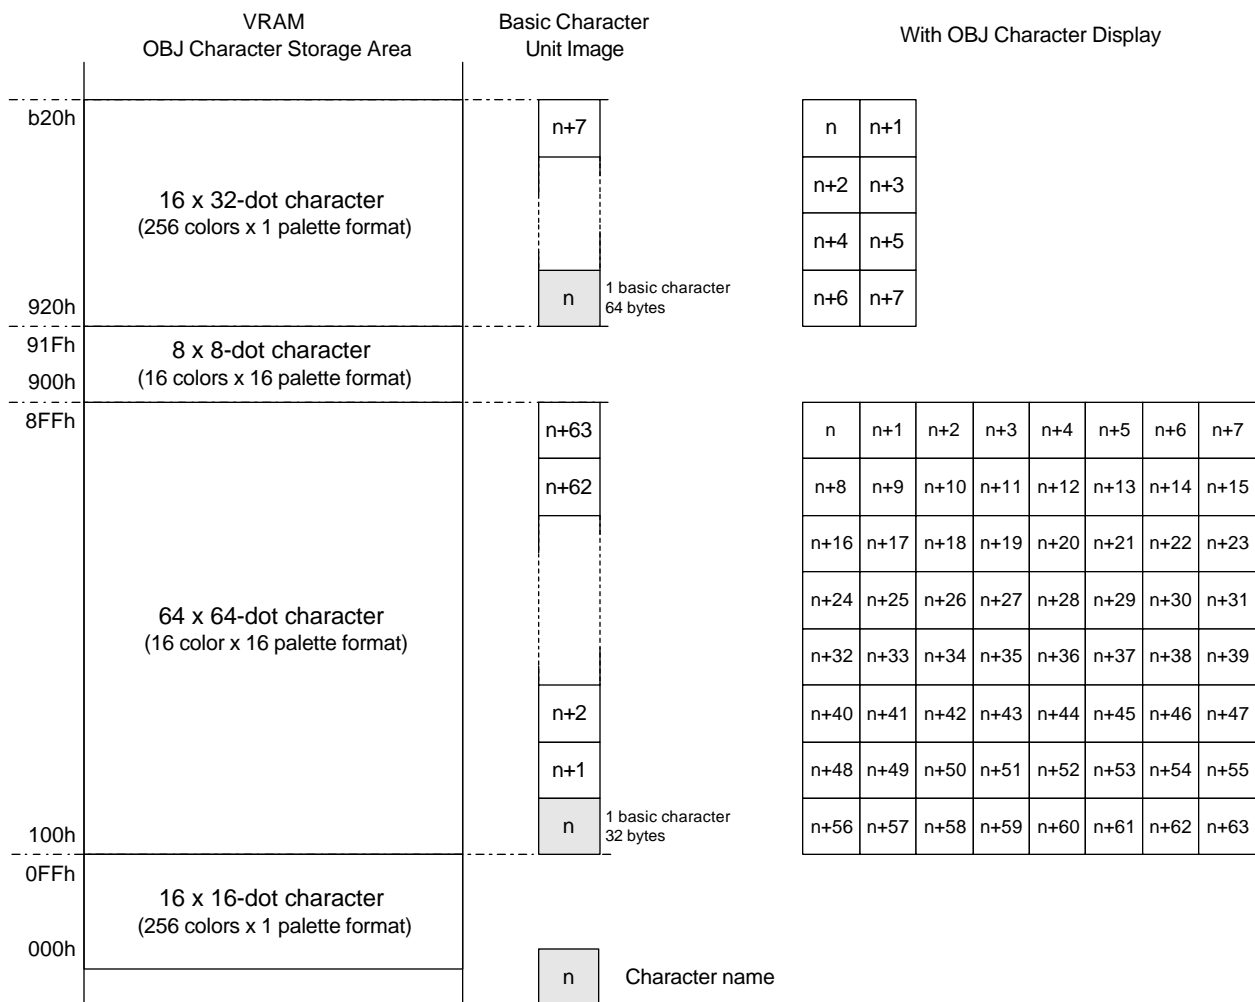 VRAM
OBJ Character Storage Area
Basic Character
Unit Image
With OBJ Character Display
b20h
16 x 32-dot character
(256 colors x 1 palette format)
920h
n+7
n
1 basic character
64 bytes
n n+1
n+2 n+3
n+4 n+5
n+6 n+7
91Fh
8 x 8-dot character
(16 colors x 16 palette format)
900h
8FFh
64 x 64-dot character
(16 color x 16 palette format)
100h
n+63
n+62
n+2
n+1
n
1 basic character
32 bytes
n n+1 n+2 n+3 n+4 n+5 n+6 n+7
n+8 n+9 n+10 n+11 n+12 n+13 n+14 n+15
n+16 n+17 n+18 n+19 n+20 n+21 n+22 n+23
n+24 n+25 n+26 n+27 n+28 n+29 n+30 n+31
n+32 n+33 n+34 n+35 n+36 n+37 n+38 n+39
n+40 n+41 n+42 n+43 n+44 n+45 n+46 n+47
n+48 n+49 n+50 n+51 n+52 n+53 n+54 n+55
n+56 n+57 n+58 n+59 n+60 n+61 n+62 n+63
0FFh
16 x 16-dot character
(256 colors x 1 palette format)
000h
n Character name